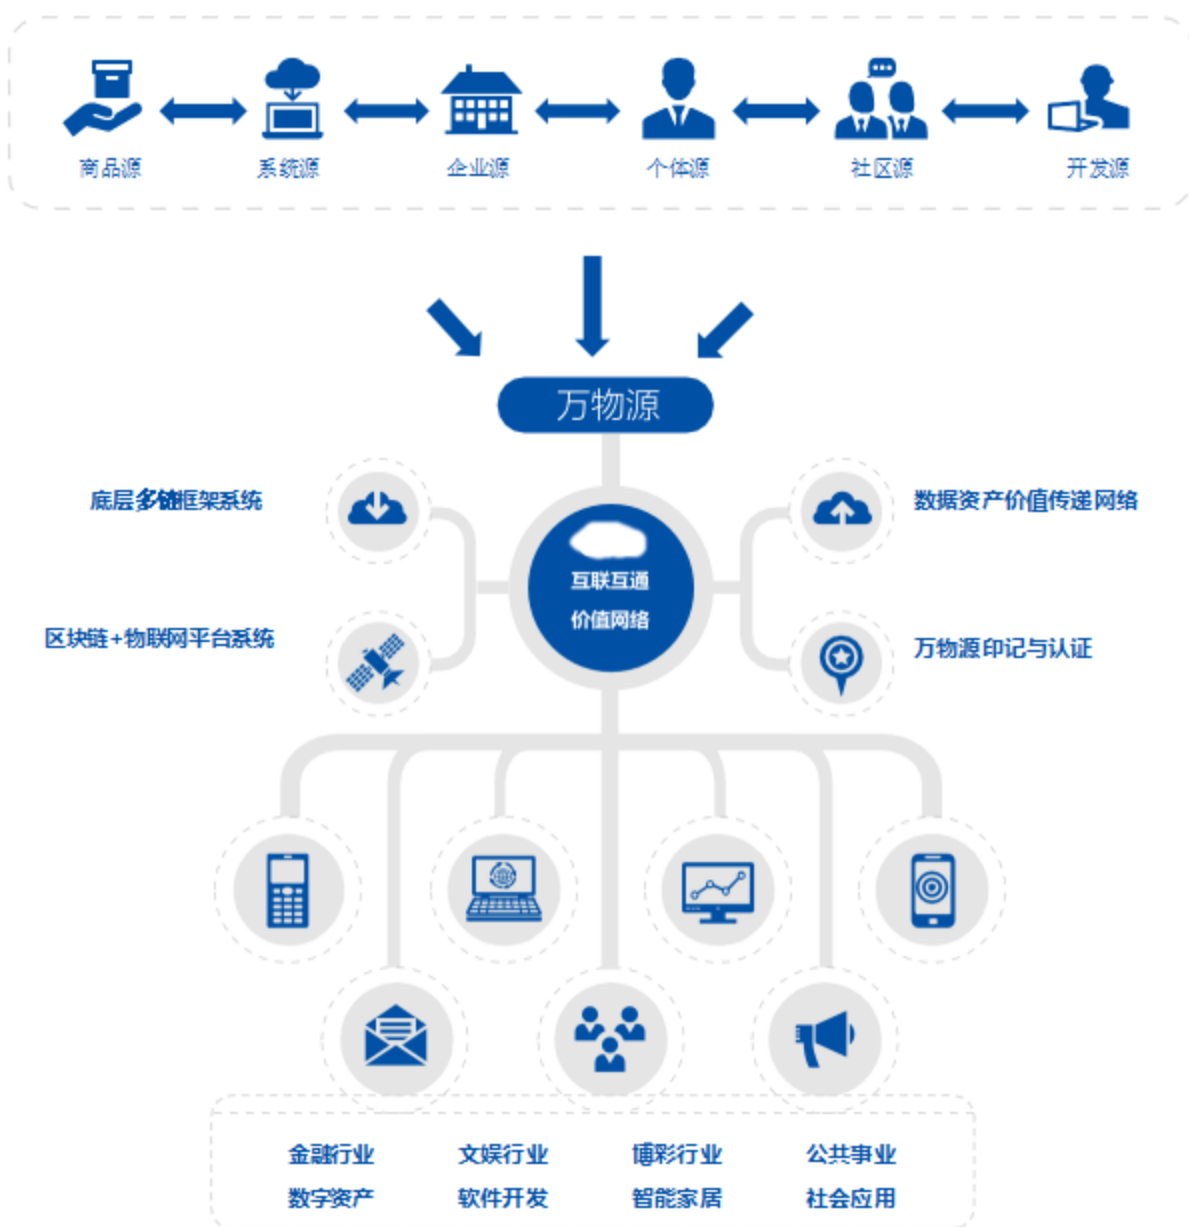 商品源 系统源 企业源 个体源 社区源 开发源
万物源
底层多链框架系统
数据资产价值传递网络
互联互通
价值网络
区块链+物联网平台系统
万物源印记与认证
金融行业 文娱行业 博彩行业 公共事业
数字资产 软件开发 智能家居 社会应用